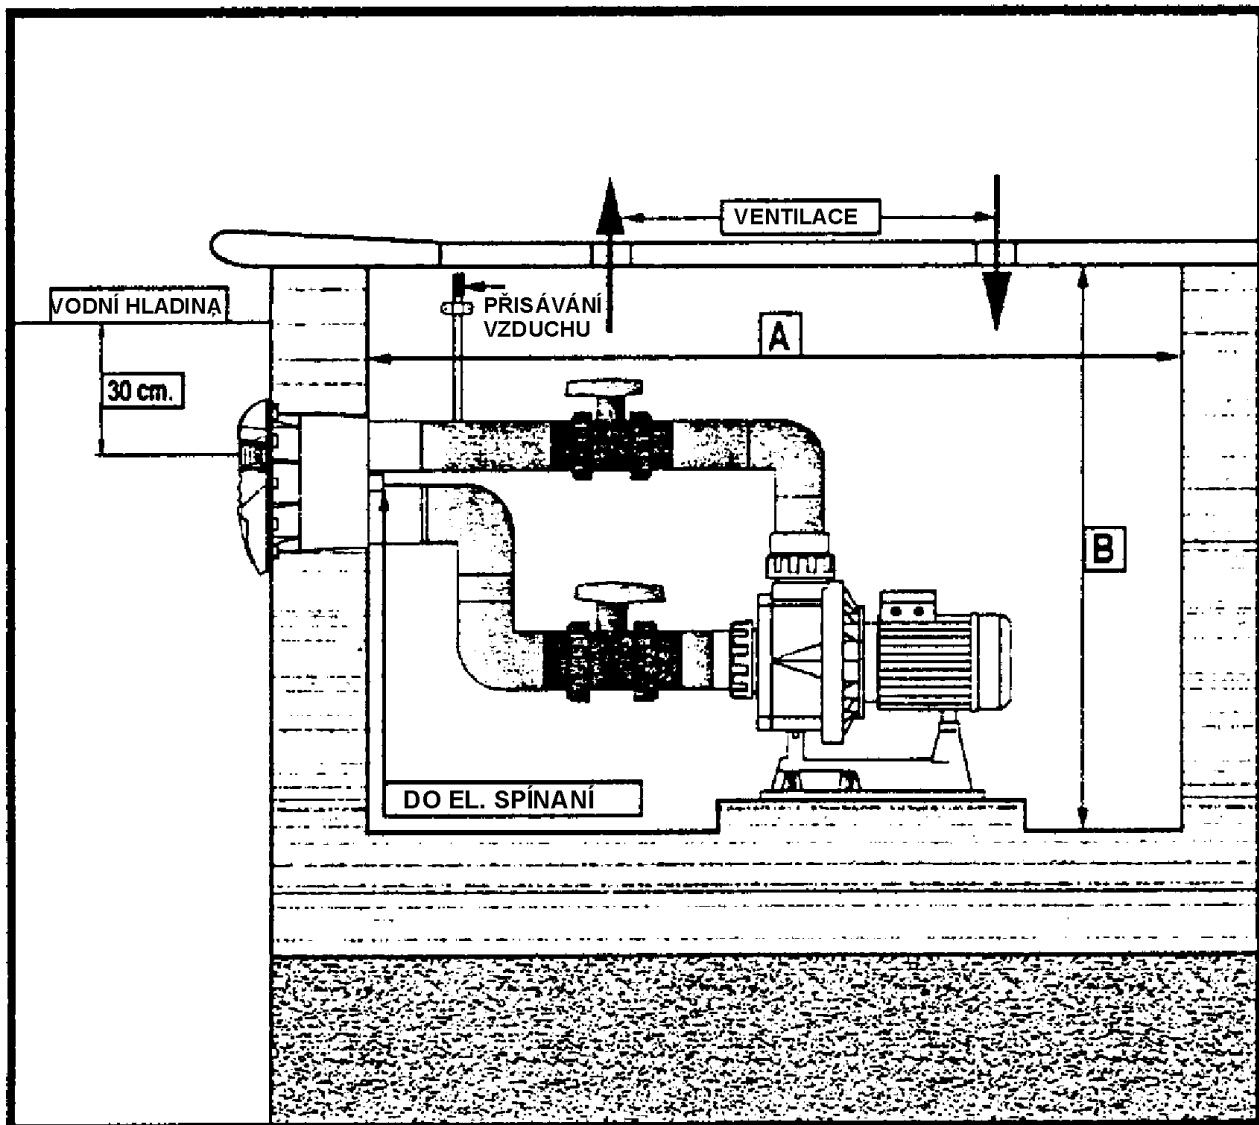 VENTILACE
VODNÍ HLADINA
PŘISÁVÁNÍ
VZDUCHU
A
30 cm.
B
DO EL. SPÍNANÍ